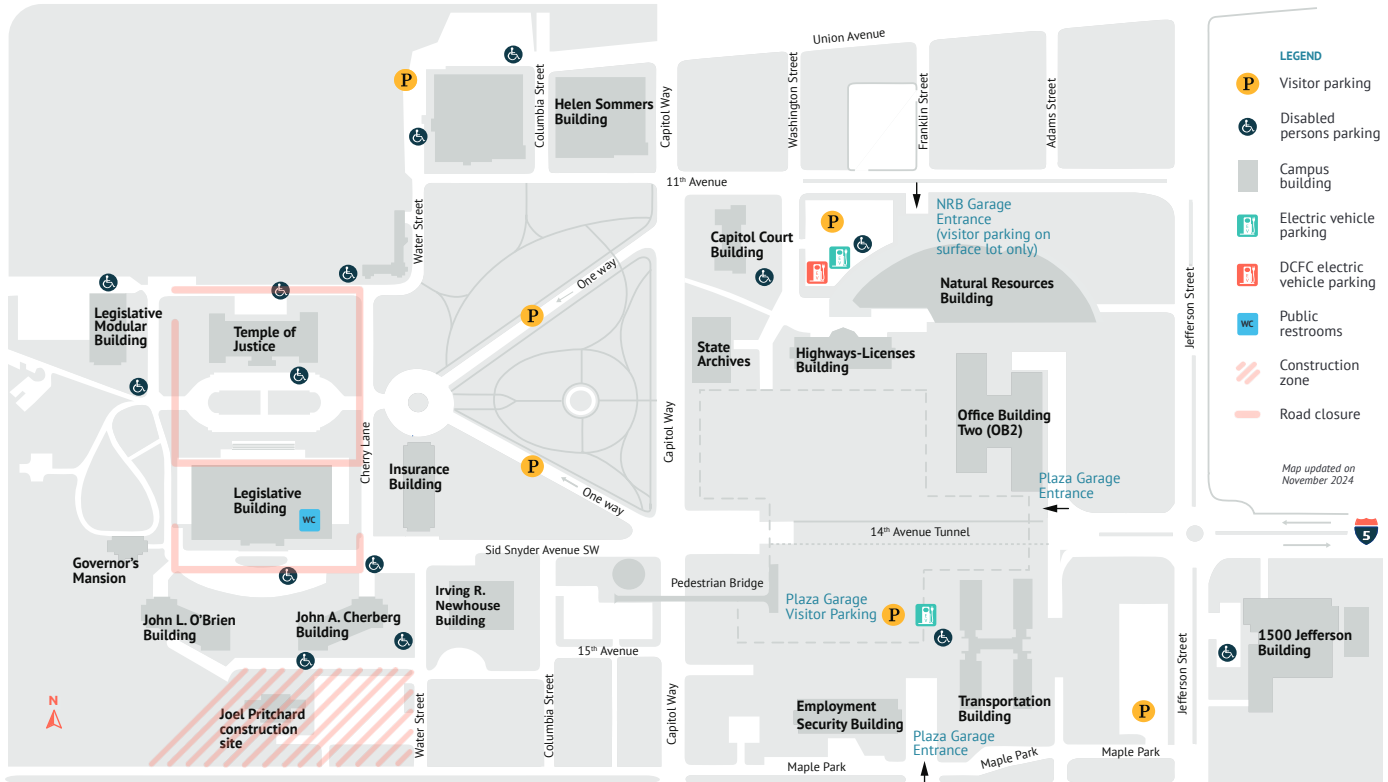 Union Avenue
Columbia Street
Helen Sommers
Building
Capitol Way
Washington Street
Franklin Street
Adams Street
11th Avenue
Water Street
P
P
Capitol Court
Building
NRB Garage
Entrance
(visitor parking on
surface lot only)
Natural Resources
Building
One way
P
Legislative
Modular
Building
Temple of
Justice
State
Archives
Highways-Licenses
Building
Jefferson Street
Cherry Lane
Capitol Way
Office Building
Two (OB2)
Insurance
Building
P
One way
Legislative
Building
WC
Plaza Garage
Entrance
14th Avenue Tunnel
Sid Snyder Avenue SW
Governor's
Mansion
Pedestrian Bridge
Irving R.
Newhouse
Building
Plaza Garage
Visitor Parking
P
John L. O'Brien
Building
John A. Cherberg
Building
15th Avenue
1500 Jefferson
Building
N
Joel Pritchard
construction
site
Water Street
Columbia Street
Capitol Way
Employment
Security Building
Transportation
Building
P
Jefferson Street
Plaza Garage
Entrance
Maple Park
Maple Park
Maple Park
LEGEND
P
Visitor parking
Disabled
persons parking
Campus
building
Electric vehicle
parking
DCFC electric
vehicle parking
WC
Public
restrooms
Construction
zone
Road closure
Map updated on
November 2024
5